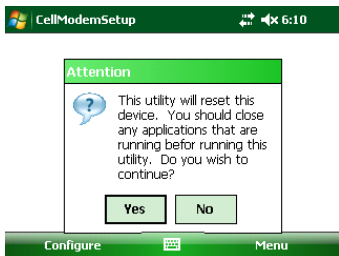 CellModemSetup 6:10
Attention
This utility will reset this
device. You should close
any applications that are
running befor running this
utility. Do you wish to
continue?
Yes No
Configure Menu